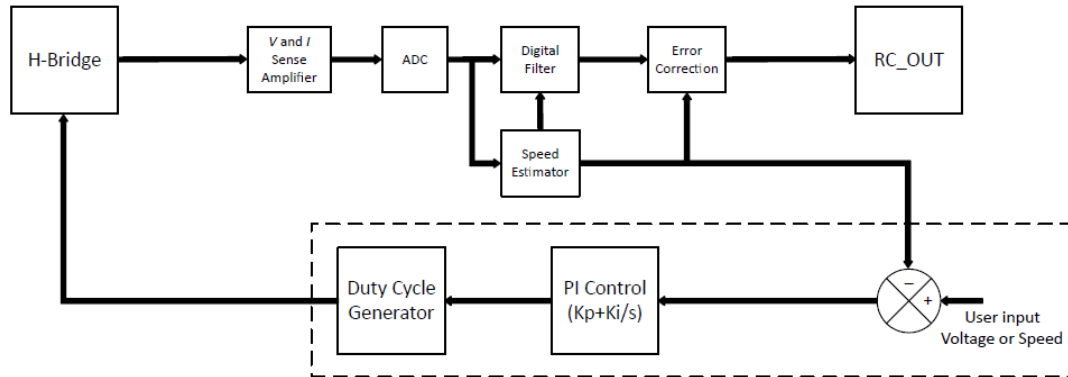 H-Bridge
V and I
Sense
Amplifier
ADC
Digital
Filter
Error
Correction
RC_OUT
Speed
Estimator
Duty Cycle
Generator
PI Control
(Kp+Ki/s)
−
+
User input
Voltage or Speed